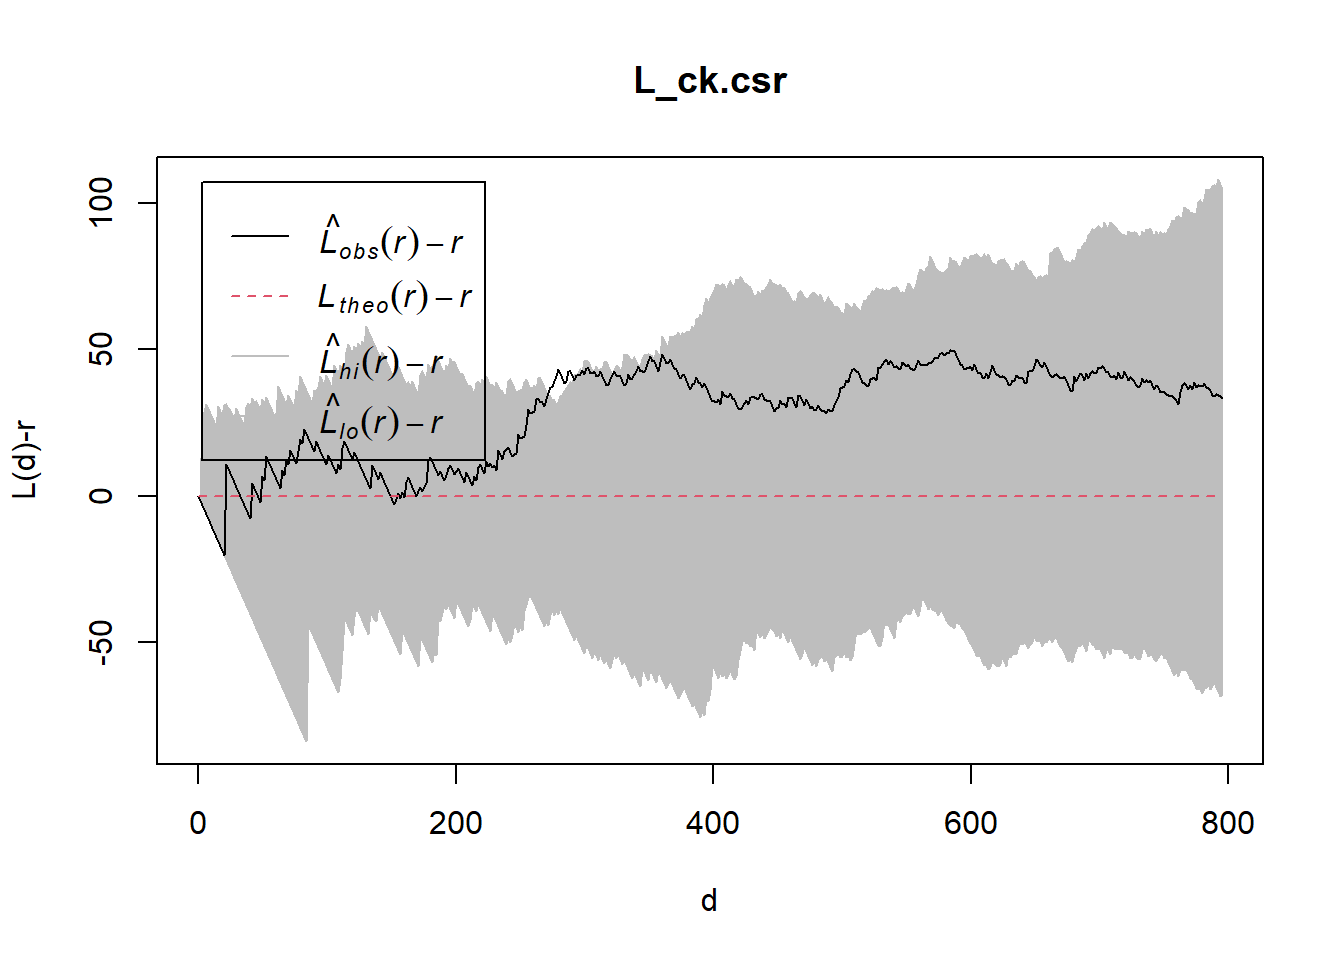 L_ck.csr
L(d)-r
100
50
0
-50
L̂obs(r) – r
Ltheo(r) – r
L̂hi(r) – r
L̂lo(r) – r
0 200 400 600 800
d